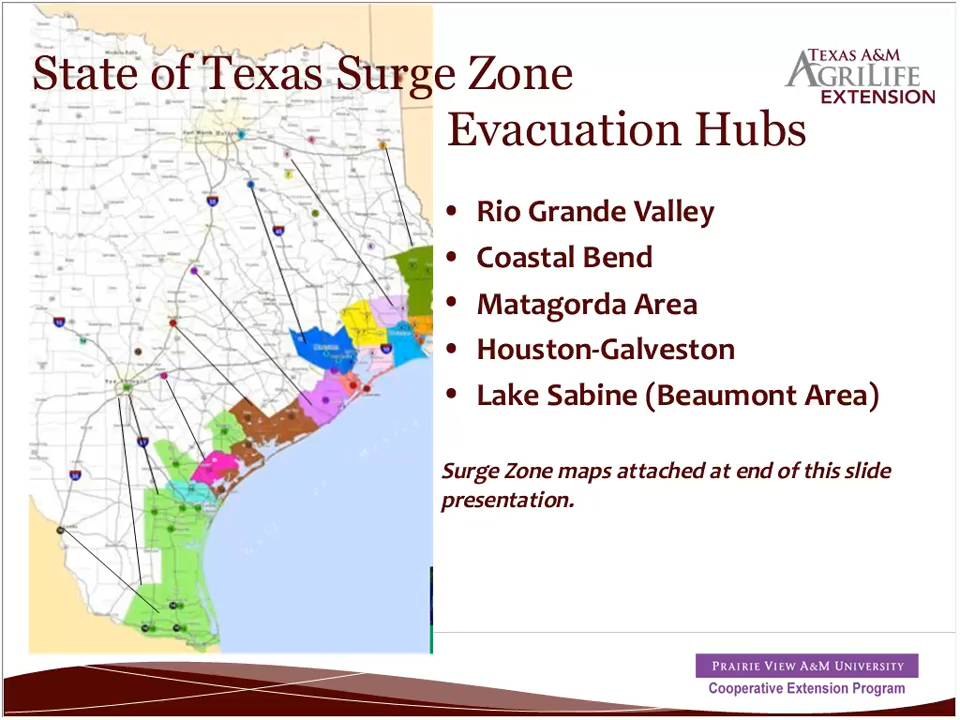 State of Texas Surge Zone
Evacuation Hubs
TEXAS A&M
AGRILIFE
EXTENSION
• Rio Grande Valley
• Coastal Bend
• Matagorda Area
• Houston-Galveston
• Lake Sabine (Beaumont Area)
Surge Zone maps attached at end of this slide
presentation.
PRAIRIE VIEW A&M UNIVERSITY
Cooperative Extension Program